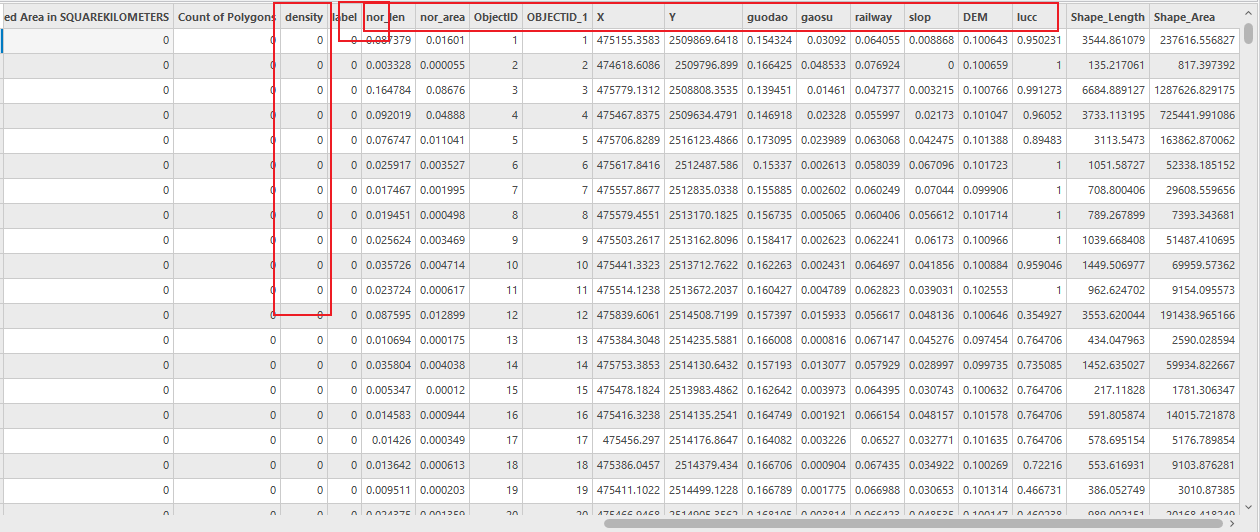 ed Area in SQUAREKILOMETERS Count of Polygons density label nor_len nor_area ObjectID OBJECTID_1 X Y guodao gaosu railway slop DEM lucc Shape_Length Shape_Area
0 0 0 0 0.087379 0.01601 1 1 475155.3583 2509869.6418 0.154324 0.03092 0.064055 0.008868 0.100643 0.950231 3544.861079 237616.556827
0 0 0 0 0.003328 0.000055 2 2 474618.6086 2509796.899 0.166425 0.048533 0.076924 0 0.100659 1 135.217061 817.397392
0 0 0 0 0.164784 0.08676 3 3 475779.1312 2508808.3535 0.139451 0.01461 0.047377 0.003215 0.100766 0.991273 6684.889127 1287626.829175
0 0 0 0 0.092019 0.04888 4 4 475467.8375 2509634.4791 0.146918 0.02328 0.055997 0.02173 0.101047 0.96052 3733.113195 725441.991086
0 0 0 0 0.076747 0.011041 5 5 475706.8289 2516123.4866 0.173095 0.023989 0.063068 0.042475 0.101388 0.89483 3113.5473 163862.870062
0 0 0 0 0.025917 0.003527 6 6 475617.8416 2512487.586 0.15337 0.002613 0.058039 0.067096 0.101723 1 1051.58727 52338.185152
0 0 0 0 0.017467 0.001995 7 7 475557.8677 2512835.0338 0.155885 0.002602 0.060249 0.07044 0.099906 1 708.800406 29608.559656
0 0 0 0 0.019451 0.000498 8 8 475579.4551 2513170.1825 0.156735 0.005065 0.060406 0.056612 0.101714 1 789.267899 7393.343681
0 0 0 0 0.025624 0.003469 9 9 475503.2617 2513162.8096 0.158417 0.002623 0.062241 0.06173 0.100966 1 1039.668408 51487.410695
0 0 0 0 0.035726 0.004714 10 10 475441.3323 2513712.7622 0.162263 0.002431 0.064697 0.041856 0.100884 0.959046 1449.506977 69959.57362
0 0 0 0 0.023724 0.000617 11 11 475514.1238 2513672.2037 0.160427 0.004789 0.062823 0.039031 0.102553 1 962.624702 9154.095573
0 0 0 0 0.087595 0.012899 12 12 475839.6061 2514508.7199 0.157397 0.015933 0.056617 0.048136 0.100646 0.354927 3553.620044 191438.965166
0 0 0 0 0.010694 0.000175 13 13 475384.3048 2514235.5881 0.166008 0.000816 0.067147 0.045276 0.097454 0.764706 434.047963 2590.028594
0 0 0 0 0.035804 0.004038 14 14 475753.3853 2514130.6432 0.157193 0.013077 0.057929 0.028997 0.099735 0.735085 1452.635027 59934.822667
0 0 0 0 0.005347 0.00012 15 15 475478.1824 2513983.4862 0.162642 0.003973 0.064395 0.030743 0.100632 0.764706 217.11828 1781.306347
0 0 0 0 0.014583 0.000944 16 16 475416.3238 2514135.2541 0.164749 0.001921 0.066154 0.048157 0.101578 0.764706 591.805874 14015.721878
0 0 0 0 0.01426 0.000349 17 17 475456.297 2514176.8647 0.164082 0.003226 0.06527 0.032771 0.101635 0.764706 578.695154 5176.789854
0 0 0 0 0.013642 0.000613 18 18 475386.0457 2514379.434 0.166706 0.000904 0.067435 0.034922 0.100269 0.72216 553.616931 9103.876281
0 0 0 0 0.009511 0.000203 19 19 475411.1022 2514499.1228 0.166789 0.001775 0.066988 0.030653 0.101314 0.466731 386.052749 3010.87385